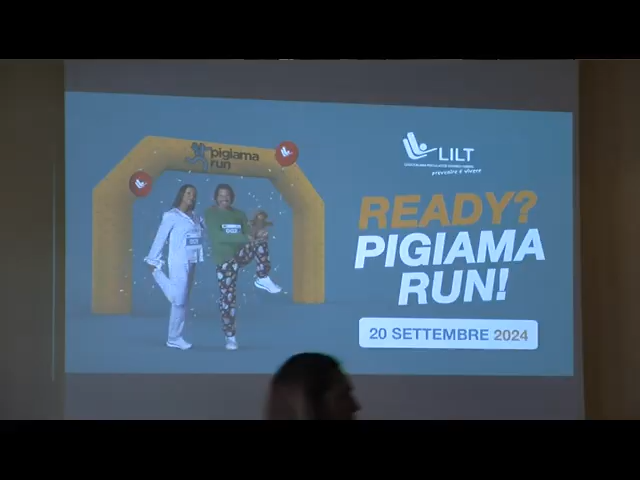 pigiama
run
LILT
prevenire è vivere
READY?
PIGIAMA
RUN!
20 SETTEMBRE 2024